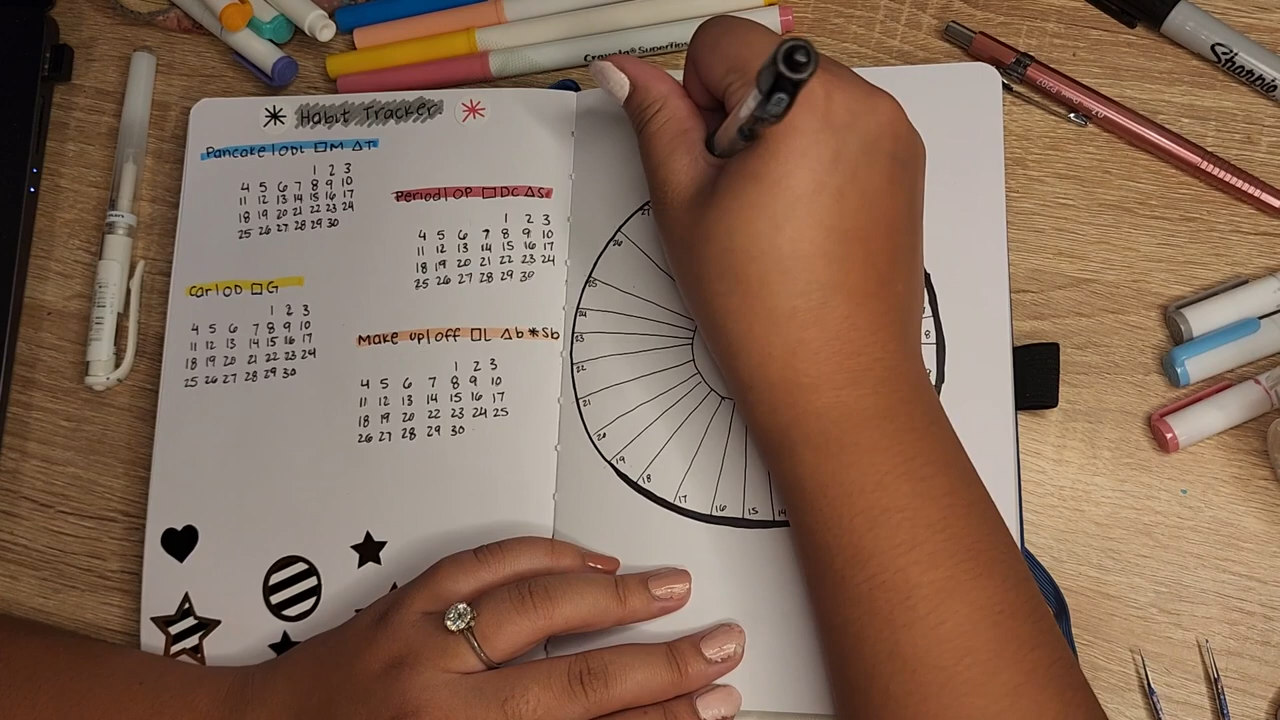 Crayola® SuperTips
Sharpie
Habit Tracker
Pancake | ODL □M △T
1 2 3
4 5 6 7 8 9 10
11 12 13 14 15 16 17
18 19 20 21 22 23 24
25 26 27 28 29 30
Period | OP □DC △S
1 2 3
4 5 6 7 8 9 10
11 12 13 14 15 16 17
18 19 20 21 22 23 24
25 26 27 28 29 30
Car | OD □G
1 2 3
4 5 6 7 8 9 10
11 12 13 14 15 16 17
18 19 20 21 22 23 24
25 26 27 28 29 30
Make up | off □L △b *Sb
1 2 3
4 5 6 7 8 9 10
11 12 13 14 15 16 17
18 19 20 22 23 24 25
26 27 28 29 30
27
26
25
24
23
22
21
20
19
18
17
16
15
14
8